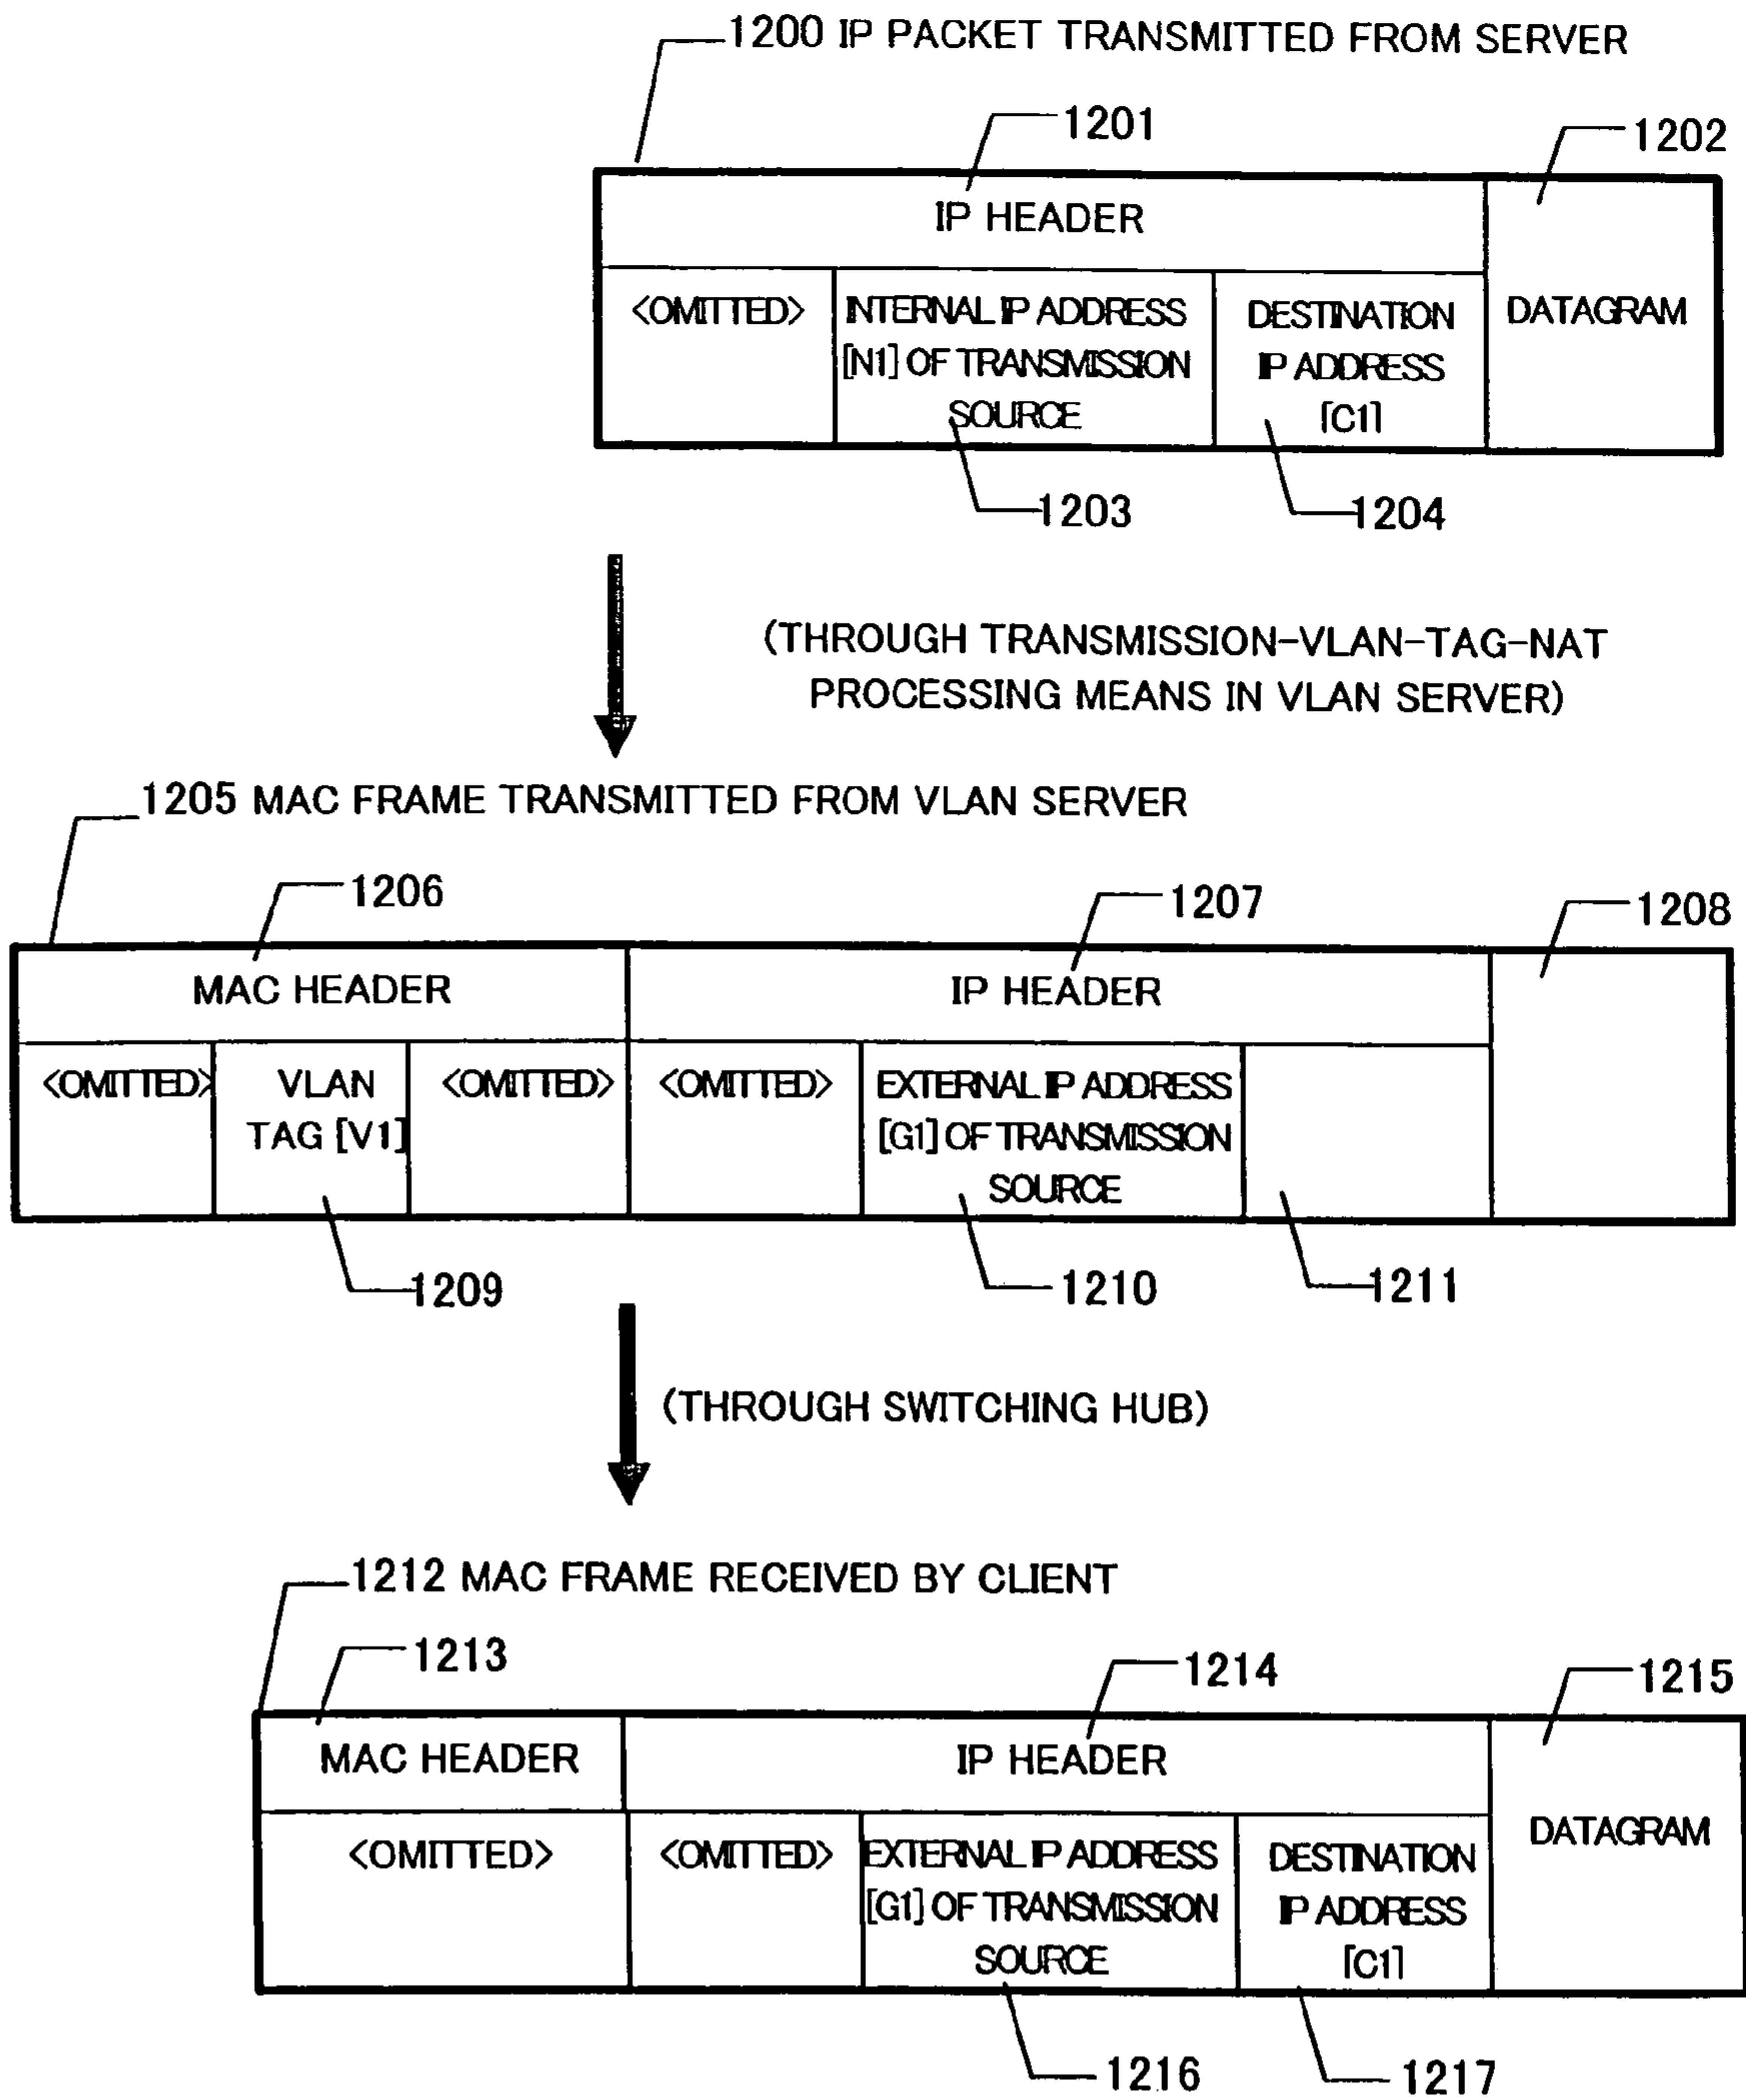 1200 IP PACKET TRANSMITTED FROM SERVER
1201
1202
IP HEADER
<OMITTED>
INTERNAL IP ADDRESS
[N1] OF TRANSMISSION
SOURCE
DESTINATION
IP ADDRESS
[C1]
DATAGRAM
1203
1204
(THROUGH TRANSMISSION-VLAN-TAG-NAT
PROCESSING MEANS IN VLAN SERVER)
1205 MAC FRAME TRANSMITTED FROM VLAN SERVER
1206
1207
1208
MAC HEADER
IP HEADER
<OMITTED>
VLAN
TAG [V1]
<OMITTED>
<OMITTED>
EXTERNAL IP ADDRESS
[G1] OF TRANSMISSION
SOURCE
1209
1210
1211
(THROUGH SWITCHING HUB)
1212 MAC FRAME RECEIVED BY CLIENT
1213
1214
1215
MAC HEADER
IP HEADER
<OMITTED>
<OMITTED>
EXTERNAL IP ADDRESS
[G1] OF TRANSMISSION
SOURCE
DESTINATION
IP ADDRESS
[C1]
DATAGRAM
1216
1217